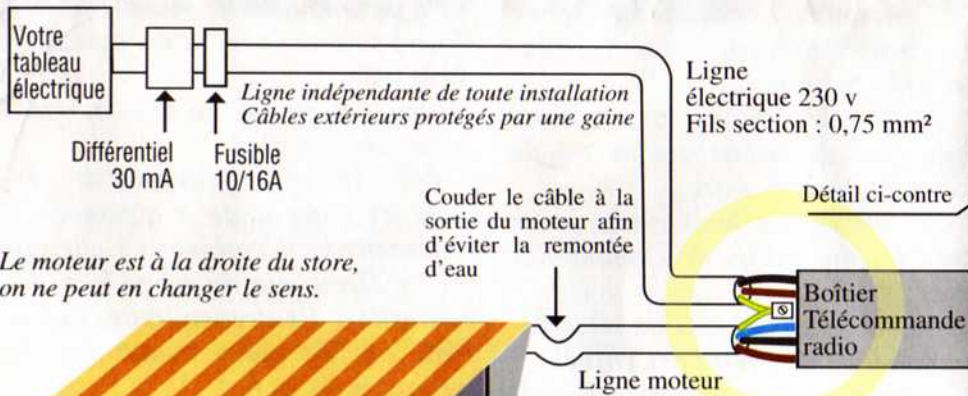 Votre
tableau
électrique
Ligne indépendante de toute installation
Câbles extérieurs protégés par une gaine
Ligne
électrique 230 v
Fils section : 0,75 mm²
Différentiel
30 mA
Fusible
10/16A
Couder le câble à la
sortie du moteur afin
d'éviter la remontée
d'eau
Détail ci-contre
Le moteur est à la droite du store,
on ne peut en changer le sens.
Boîtier
Télécommande
radio
Ligne moteur